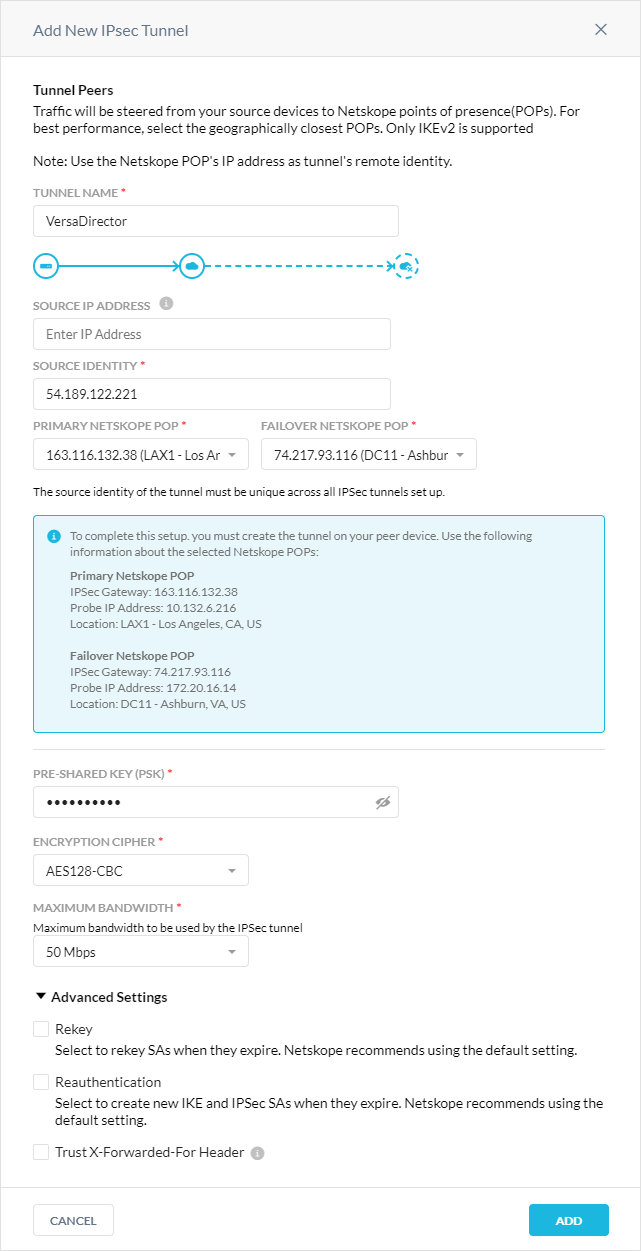 Add New IPsec Tunnel
Tunnel Peers
Traffic will be steered from your source devices to Netskope points of presence(POPs). For
best performance, select the geographically closest POPs. Only IKEv2 is supported
Note: Use the Netskope POP's IP address as tunnel's remote identity.
TUNNEL NAME *
VersaDirector
SOURCE IP ADDRESS
Enter IP Address
SOURCE IDENTITY *
54.189.122.221
PRIMARY NETSKOPE POP * FAILOVER NETSKOPE POP *
163.116.132.38 (LAX1 - Los Ar 74.217.93.116 (DC11 - Ashbur
The source identity of the tunnel must be unique across all IPSec tunnels set up.
To complete this setup. you must create the tunnel on your peer device. Use the following
information about the selected Netskope POPs:
Primary Netskope POP
IPSec Gateway: 163.116.132.38
Probe IP Address: 10.132.6.216
Location: LAX1 - Los Angeles, CA, US
Failover Netskope POP
IPSec Gateway: 74.217.93.116
Probe IP Address: 172.20.16.14
Location: DC11 - Ashburn, VA, US
PRE-SHARED KEY (PSK) *
••••••••••
ENCRYPTION CIPHER *
AES128-CBC
MAXIMUM BANDWIDTH *
Maximum bandwidth to be used by the IPSec tunnel
50 Mbps
Advanced Settings
Rekey
Select to rekey SAs when they expire. Netskope recommends using the default setting.
Reauthentication
Select to create new IKE and IPSec SAs when they expire. Netskope recommends using the
default setting.
Trust X-Forwarded-For Header
CANCEL ADD